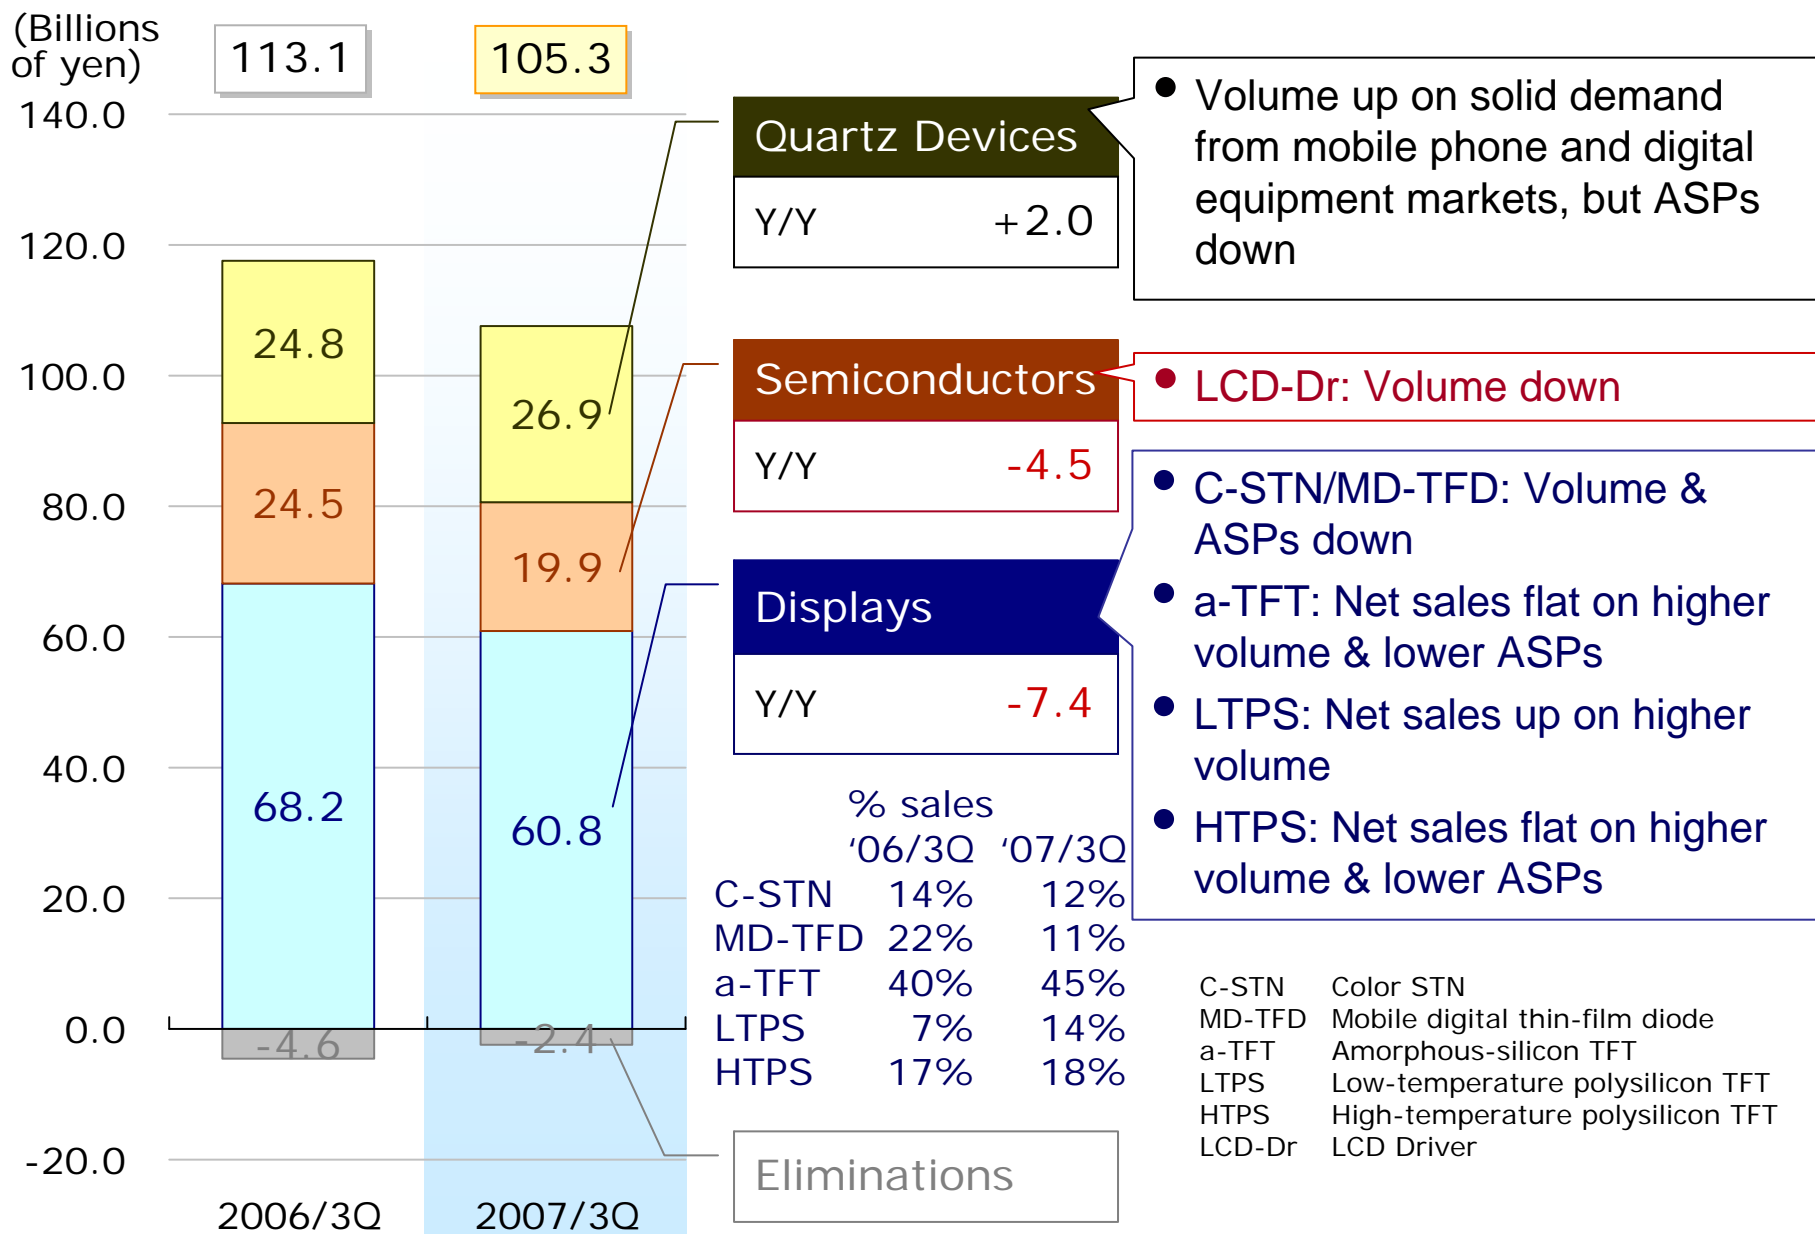 (Billions
of yen)
113.1
105.3
140.0
120.0
100.0
80.0
60.0
40.0
20.0
0.0
-20.0
24.8
24.5
68.2
-4.6
26.9
19.9
60.8
-2.4
2006/3Q
2007/3Q
Quartz Devices
Y/Y +2.0
Semiconductors
Y/Y -4.5
Displays
Y/Y -7.4
% sales
‘06/3Q ‘07/3Q
C-STN 14% 12%
MD-TFD 22% 11%
a-TFT 40% 45%
LTPS 7% 14%
HTPS 17% 18%
Eliminations
• Volume up on solid demand
from mobile phone and digital
equipment markets, but ASPs
down
• LCD-Dr: Volume down
• C-STN/MD-TFD: Volume &
ASPs down
• a-TFT: Net sales flat on higher
volume & lower ASPs
• LTPS: Net sales up on higher
volume
• HTPS: Net sales flat on higher
volume & lower ASPs
C-STN Color STN
MD-TFD Mobile digital thin-film diode
a-TFT Amorphous-silicon TFT
LTPS Low-temperature polysilicon TFT
HTPS High-temperature polysilicon TFT
LCD-Dr LCD Driver